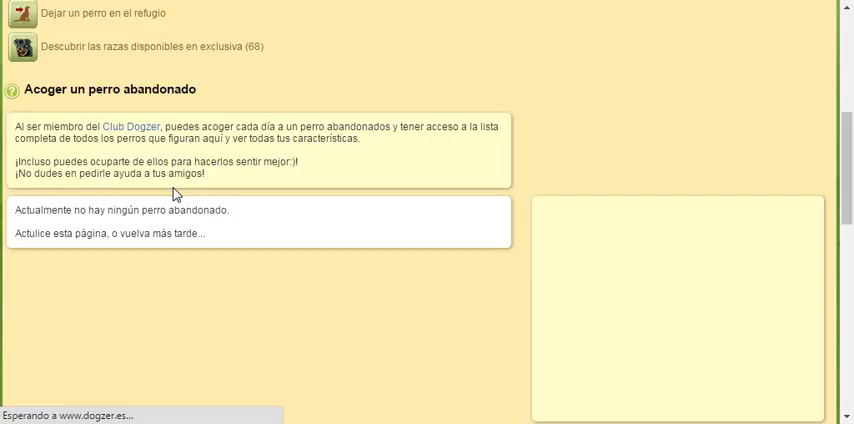 Dejar un perro en el refugio
Descubrir las razas disponibles en exclusiva (68)
? Acoger un perro abandonado
Al ser miembro del Club Dogzer, puedes acoger cada día a un perro abandonados y tener acceso a la lista
completa de todos los perros que figuran aquí y ver todas tus características.
¡Incluso puedes ocuparte de ellos para hacerlos sentir mejor:)!
¡No dudes en pedirle ayuda a tus amigos!
Actualmente no hay ningún perro abandonado.
Actulice esta página, o vuelva más tarde...
Esperando a www.dogzer.es...